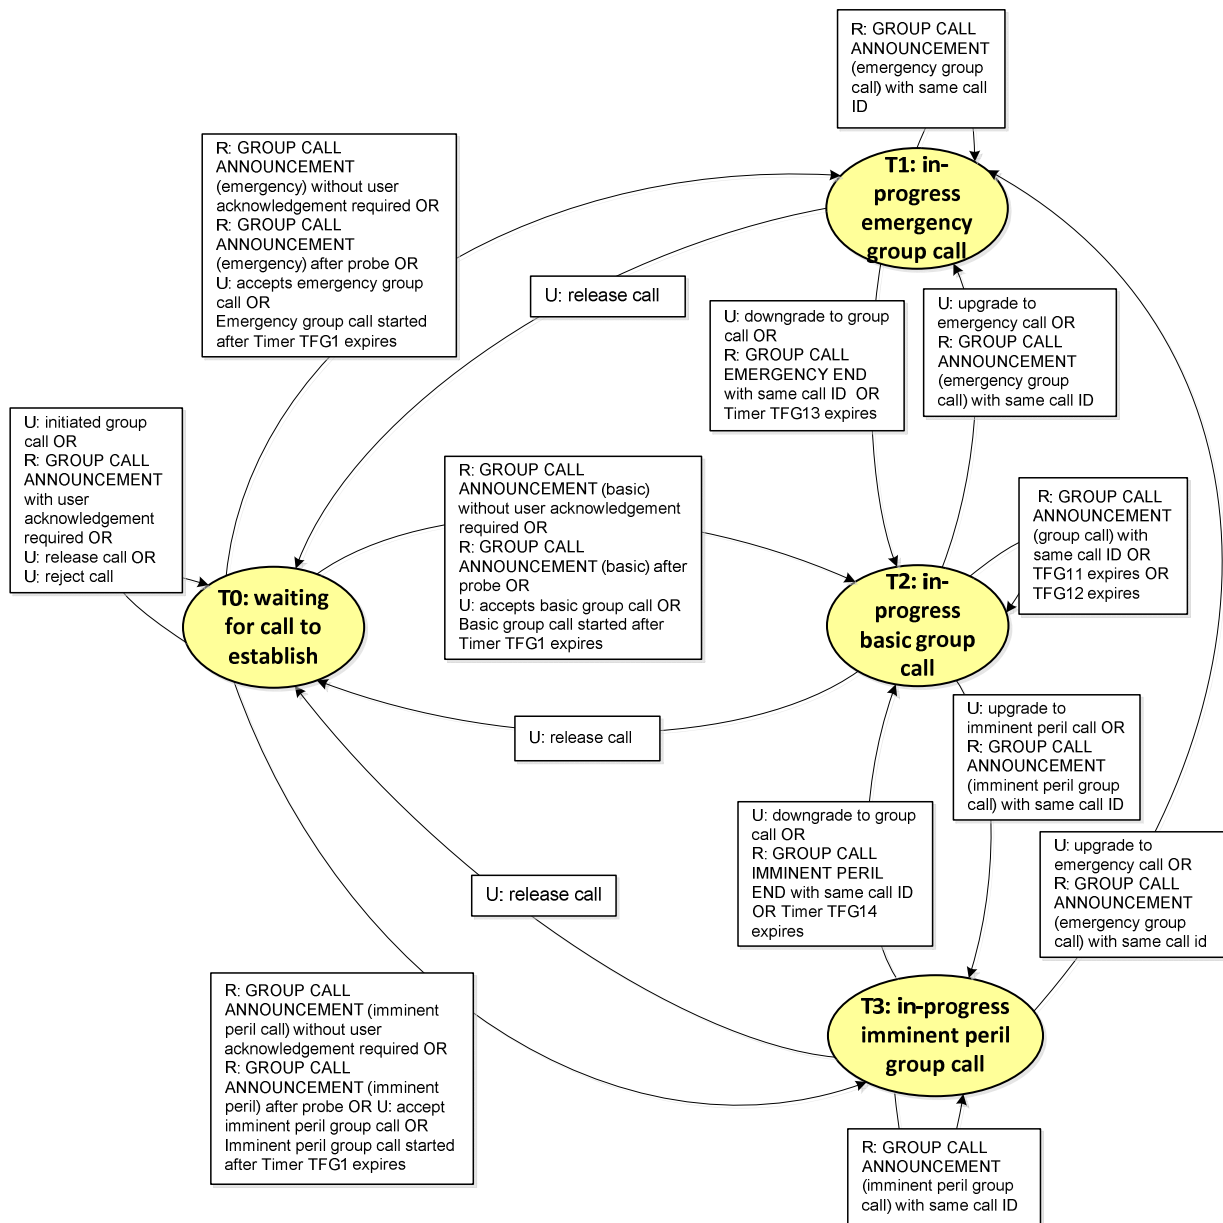 R: GROUP CALL
ANNOUNCEMENT
(emergency group
call) with same call
ID
R: GROUP CALL
ANNOUNCEMENT
(emergency) without user
acknowledgement required OR
R: GROUP CALL
ANNOUNCEMENT
(emergency) after probe OR
U: accepts emergency group
call OR
Emergency group call started
after Timer TFG1 expires
T1: in-
progress
emergency
group call
U: release call
U: downgrade to group
call OR
R: GROUP CALL
EMERGENCY END
with same call ID  OR
Timer TFG13 expires
U: upgrade to
emergency call OR
R: GROUP CALL
ANNOUNCEMENT
(emergency group
call) with same call ID
U: initiated group
call OR
R: GROUP CALL
ANNOUNCEMENT
with user
acknowledgement
required OR
U: release call OR
U: reject call
R: GROUP CALL
ANNOUNCEMENT (basic)
without user acknowledgement
required OR
R: GROUP CALL
ANNOUNCEMENT (basic) after
probe OR
U: accepts basic group call OR
Basic group call started after
Timer TFG1 expires
R: GROUP CALL
ANNOUNCEMENT
(group call) with
same call ID OR
TFG11 expires OR
TFG12 expires
T0: waiting
for call to
establish
T2: in-
progress
basic group
call
U: release call
U: upgrade to
imminent peril call OR
R: GROUP CALL
ANNOUNCEMENT
(imminent peril group
call) with same call ID
U: downgrade to group
call OR
R: GROUP CALL
IMMINENT PERIL
END with same call ID
OR Timer TFG14
expires
U: upgrade to
emergency call OR
R: GROUP CALL
ANNOUNCEMENT
(emergency group
call) with same call id
U: release call
R: GROUP CALL
ANNOUNCEMENT (imminent
peril call) without user
acknowledgement required OR
R: GROUP CALL
ANNOUNCEMENT (imminent
peril) after probe OR U: accept
imminent peril group call OR
Imminent peril group call started
after Timer TFG1 expires
T3: in-progress
imminent peril
group call
R: GROUP CALL
ANNOUNCEMENT
(imminent peril group
call) with same call ID